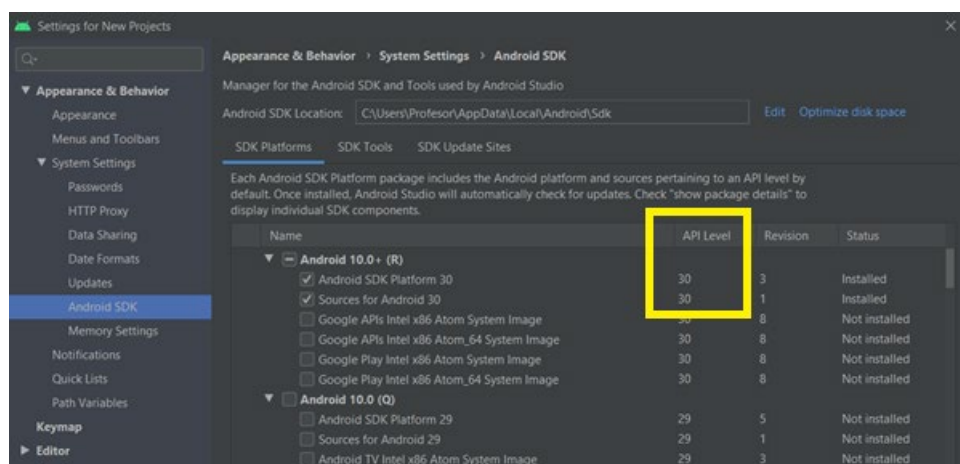 Settings for New Projects
Appearance & Behavior
Appearance
Menus and Toolbars
System Settings
Passwords
HTTP Proxy
Data Sharing
Date Formats
Updates
Android SDK
Memory Settings
Notifications
Quick Lists
Path Variables
Keymap
Editor
Appearance & Behavior › System Settings › Android SDK
Manager for the Android SDK and Tools used by Android Studio
Android SDK Location: C:\Users\Profesor\AppData\Local\Android\Sdk Edit Optimize disk space
SDK Platforms SDK Tools SDK Update Sites
Each Android SDK Platform package includes the Android platform and sources pertaining to an API level by
default. Once installed, Android Studio will automatically check for updates. Check "show package details" to
display individual SDK components.
Name API Level Revision Status
Android 10.0+ (R)
Android SDK Platform 30 30 3 Installed
Sources for Android 30 30 1 Installed
Google APIs Intel x86 Atom System Image 30 8 Not installed
Google APIs Intel x86 Atom_64 System Image 30 8 Not installed
Google Play Intel x86 Atom System Image 30 8 Not installed
Google Play Intel x86 Atom_64 System Image 30 8 Not installed
Android 10.0 (Q)
Android SDK Platform 29 29 5 Not installed
Sources for Android 29 29 1 Not installed
Android TV Intel x86 Atom System Image 29 3 Not installed